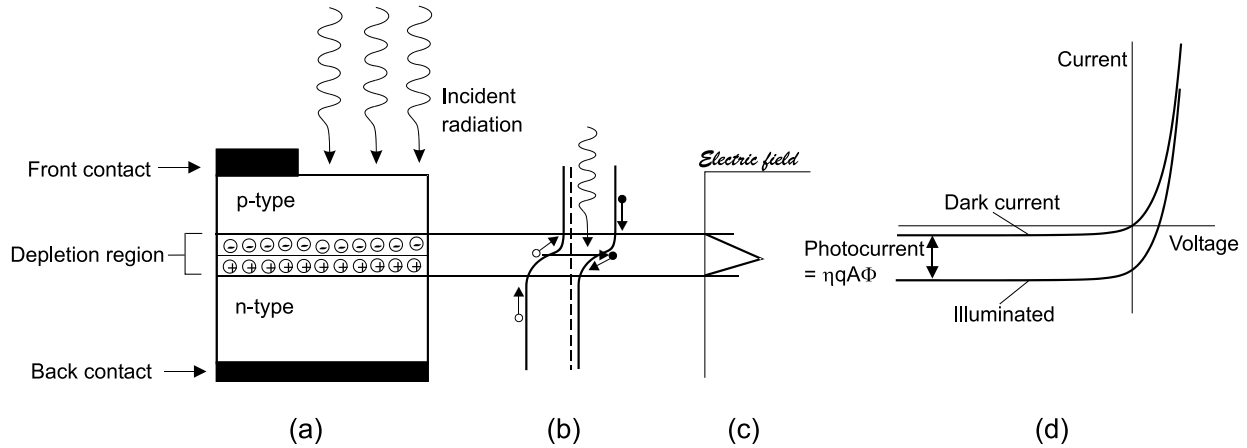 Incident
radiation
Front contact
p-type
Depletion region
n-type
Back contact
(a)
(b)
Electric field
(c)
Current
Dark current
Voltage
Photocurrent
= ηqAΦ
Illuminated
(d)